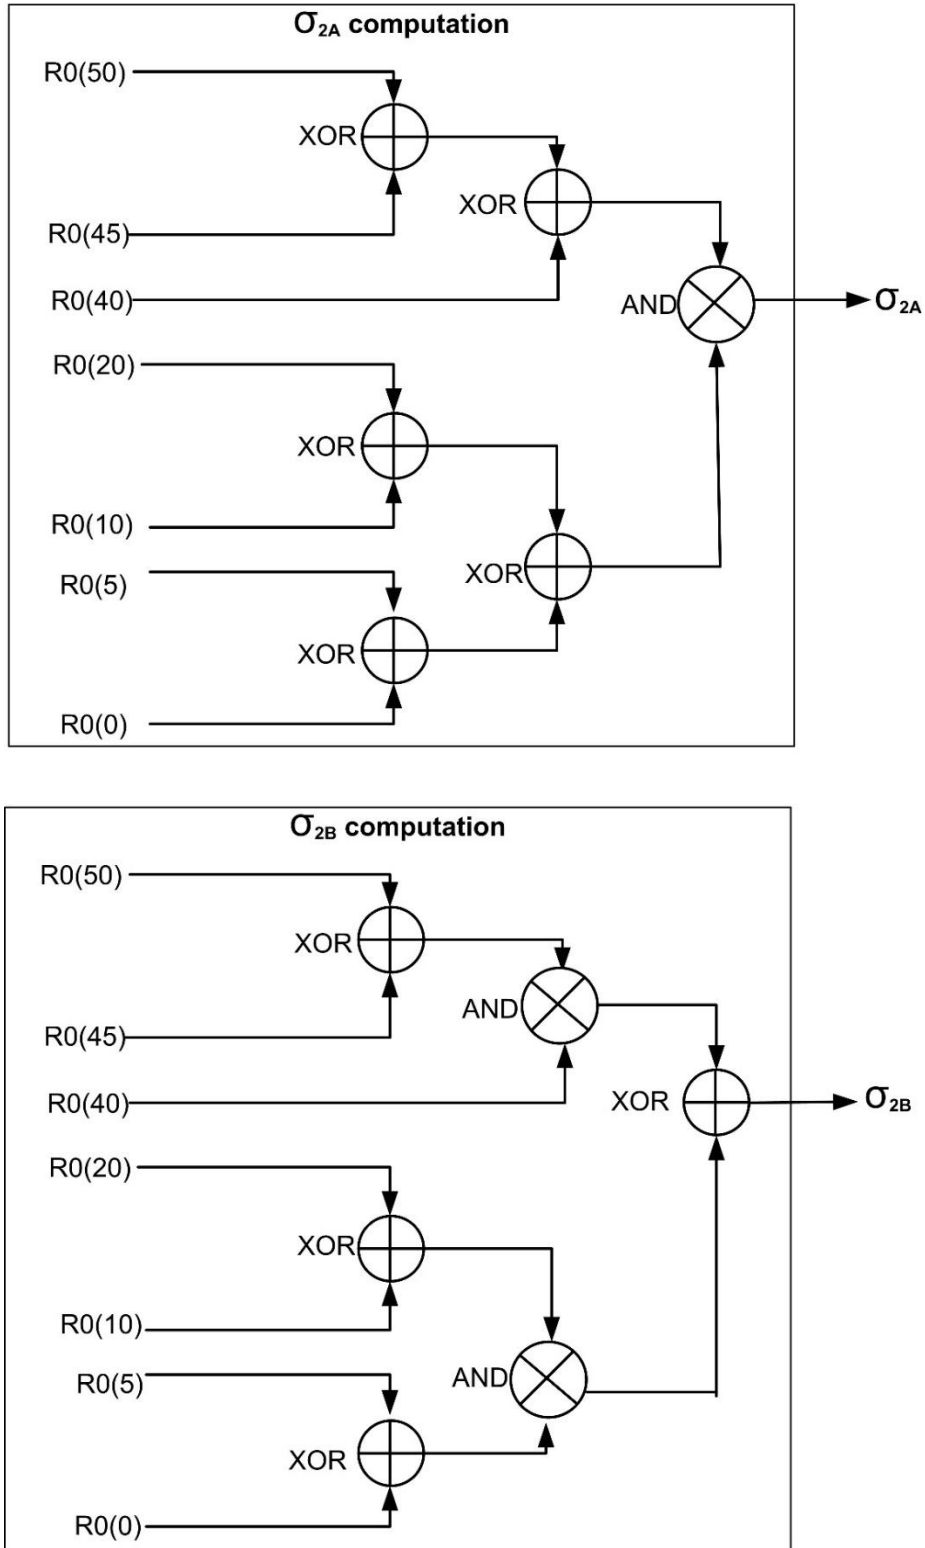 σ2A computation
R0(50)
XOR
XOR
R0(45)
R0(40)
AND
σ2A
R0(20)
XOR
R0(10)
XOR
R0(5)
XOR
R0(0)
σ2B computation
R0(50)
XOR
AND
R0(45)
R0(40)
XOR
σ2B
R0(20)
XOR
R0(10)
AND
R0(5)
XOR
R0(0)